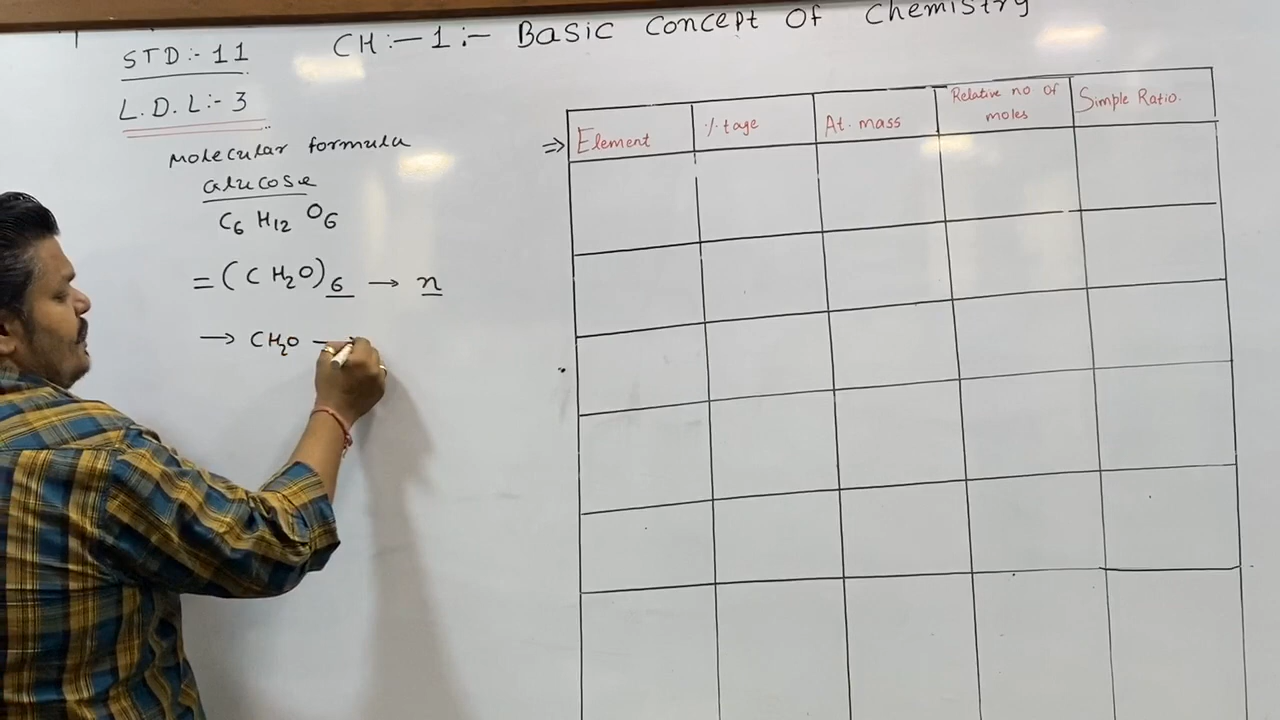 CH:-1:- Basic Concept Of Chemistry
STD:-11
L.D.L:-3
Molecular formula
Glucose
C6 H12 O6
=(CH2O)6 → n
→ CH2O →
⇒ Element %tage At. mass Relative no of moles Simple Ratio.